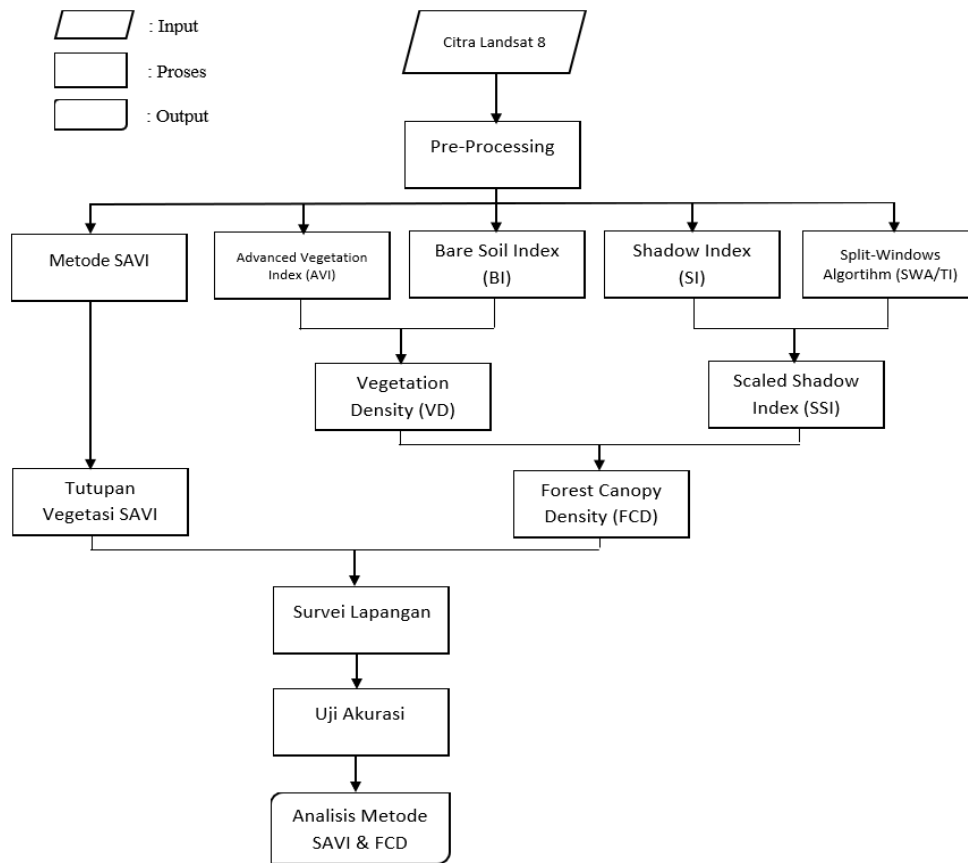 : Input
: Proses
: Output
Citra Landsat 8
Pre-Processing
Metode SAVI
Advanced Vegetation
Index (AVI)
Bare Soil Index
(BI)
Shadow Index
(SI)
Split-Windows
Algortihm (SWA/TI)
Vegetation
Density (VD)
Scaled Shadow
Index (SSI)
Tutupan
Vegetasi SAVI
Forest Canopy
Density (FCD)
Survei Lapangan
Uji Akurasi
Analisis Metode
SAVI & FCD